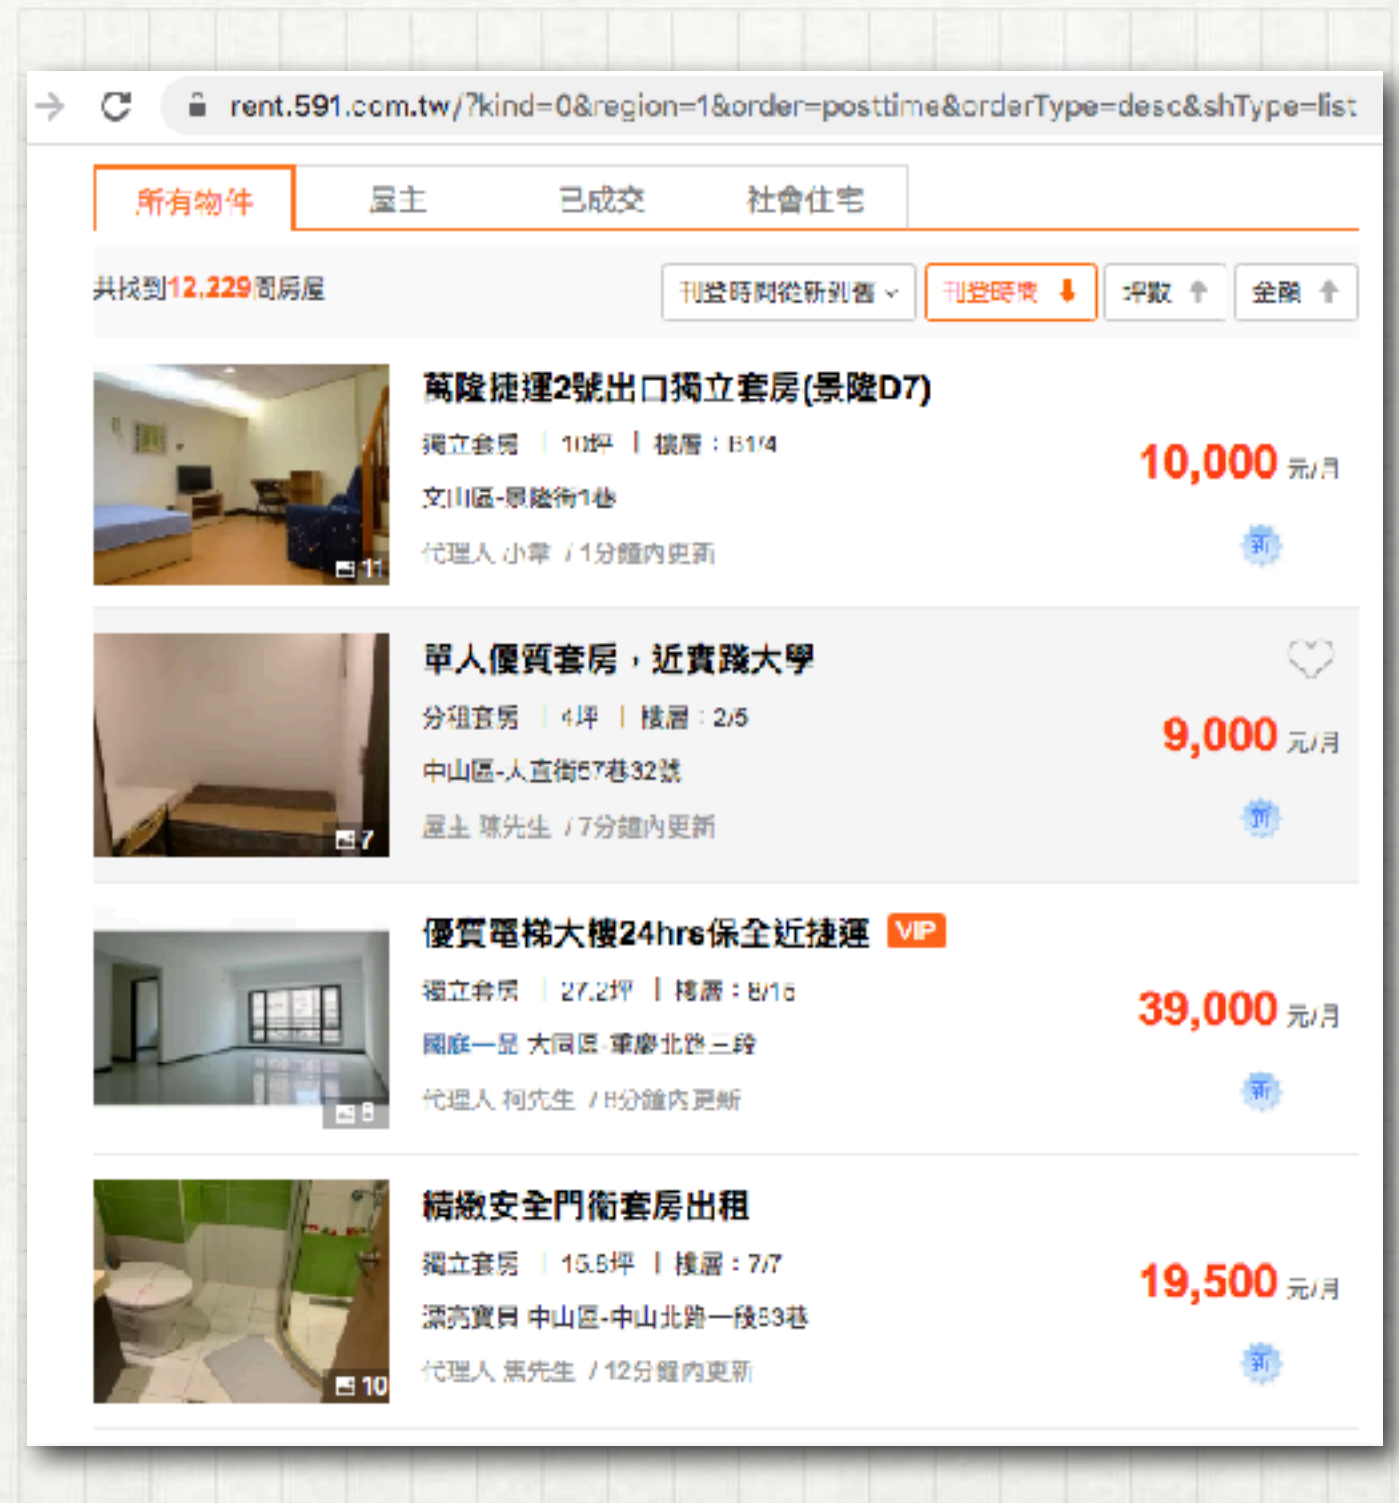 rent.591.com.tw/?kind=0&region=1&order=posttime&orderType=desc&shType=list
所有物件 屋主 已成交 社會住宅
共找到12,229間房屋 刊登時間從新到舊 刊登時間 坪數 金額
萬隆捷運2號出口獨立套房(景隆D7)
獨立套房 | 10坪 | 樓層：B1/4
10,000 元/月
文山區-景隆街1巷
代理人 小韋 / 1分鐘內更新
新
11
單人優質套房，近實踐大學
分租套房 | 4坪 | 樓層：2/5
9,000 元/月
中山區-大直街57巷32號
屋主 陳先生 / 7分鐘內更新
新
7
優質電梯大樓24hrs保全近捷運 VIP
獨立套房 | 27.2坪 | 樓層：8/15
39,000 元/月
國庭一品 大同區-重慶北路三段
代理人 柯先生 / 8分鐘內更新
新
8
精緻安全門衛套房出租
獨立套房 | 15.8坪 | 樓層：7/7
19,500 元/月
漂亮寶貝 中山區-中山北路一段83巷
代理人 焦先生 / 12分鐘內更新
新
10